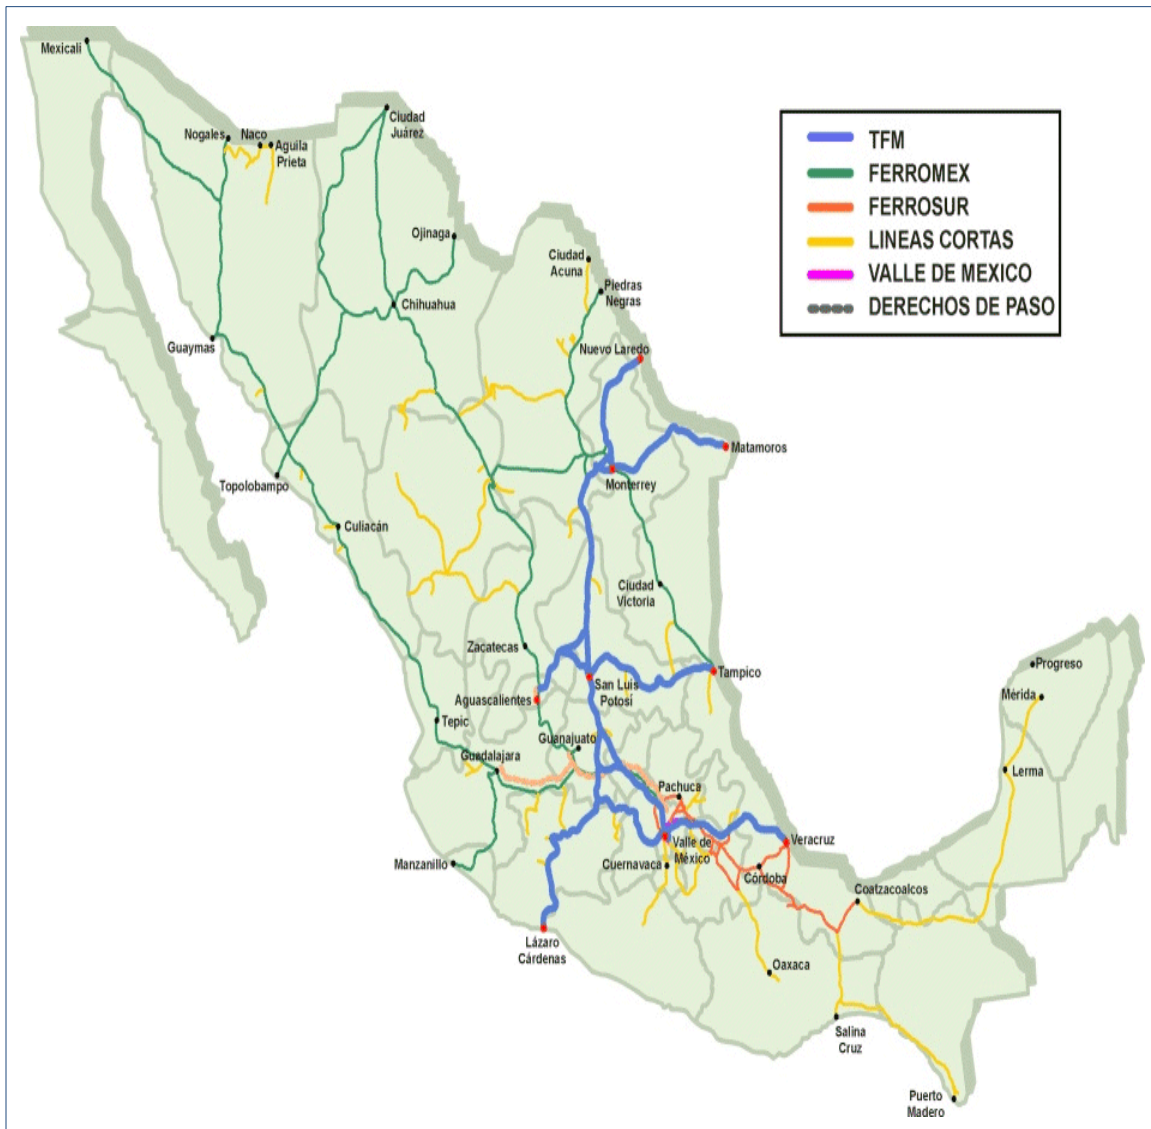 Mexicali
Nogales
Naco
Aguila
Prieta
Ciudad
Juárez
TFM
FERROMEX
FERROSUR
LINEAS CORTAS
VALLE DE MEXICO
DERECHOS DE PASO
Ojinaga
Ciudad
Acuna
Piedras
Negras
Chihuahua
Guaymas
Nuevo Laredo
Matamoros
Monterrey
Topolobampo
Culiacán
Ciudad
Victoria
Zacatecas
Tampico
San Luis
Potosí
Aguascalientes
Progreso
Mérida
Tepic
Guanajuato
Guadalajara
Lerma
Pachuca
Veracruz
Valle de
México
Manzanillo
Cuernavaca
Córdoba
Coatzacoalcos
Lázaro
Cárdenas
Oaxaca
Salina
Cruz
Puerto
Madero